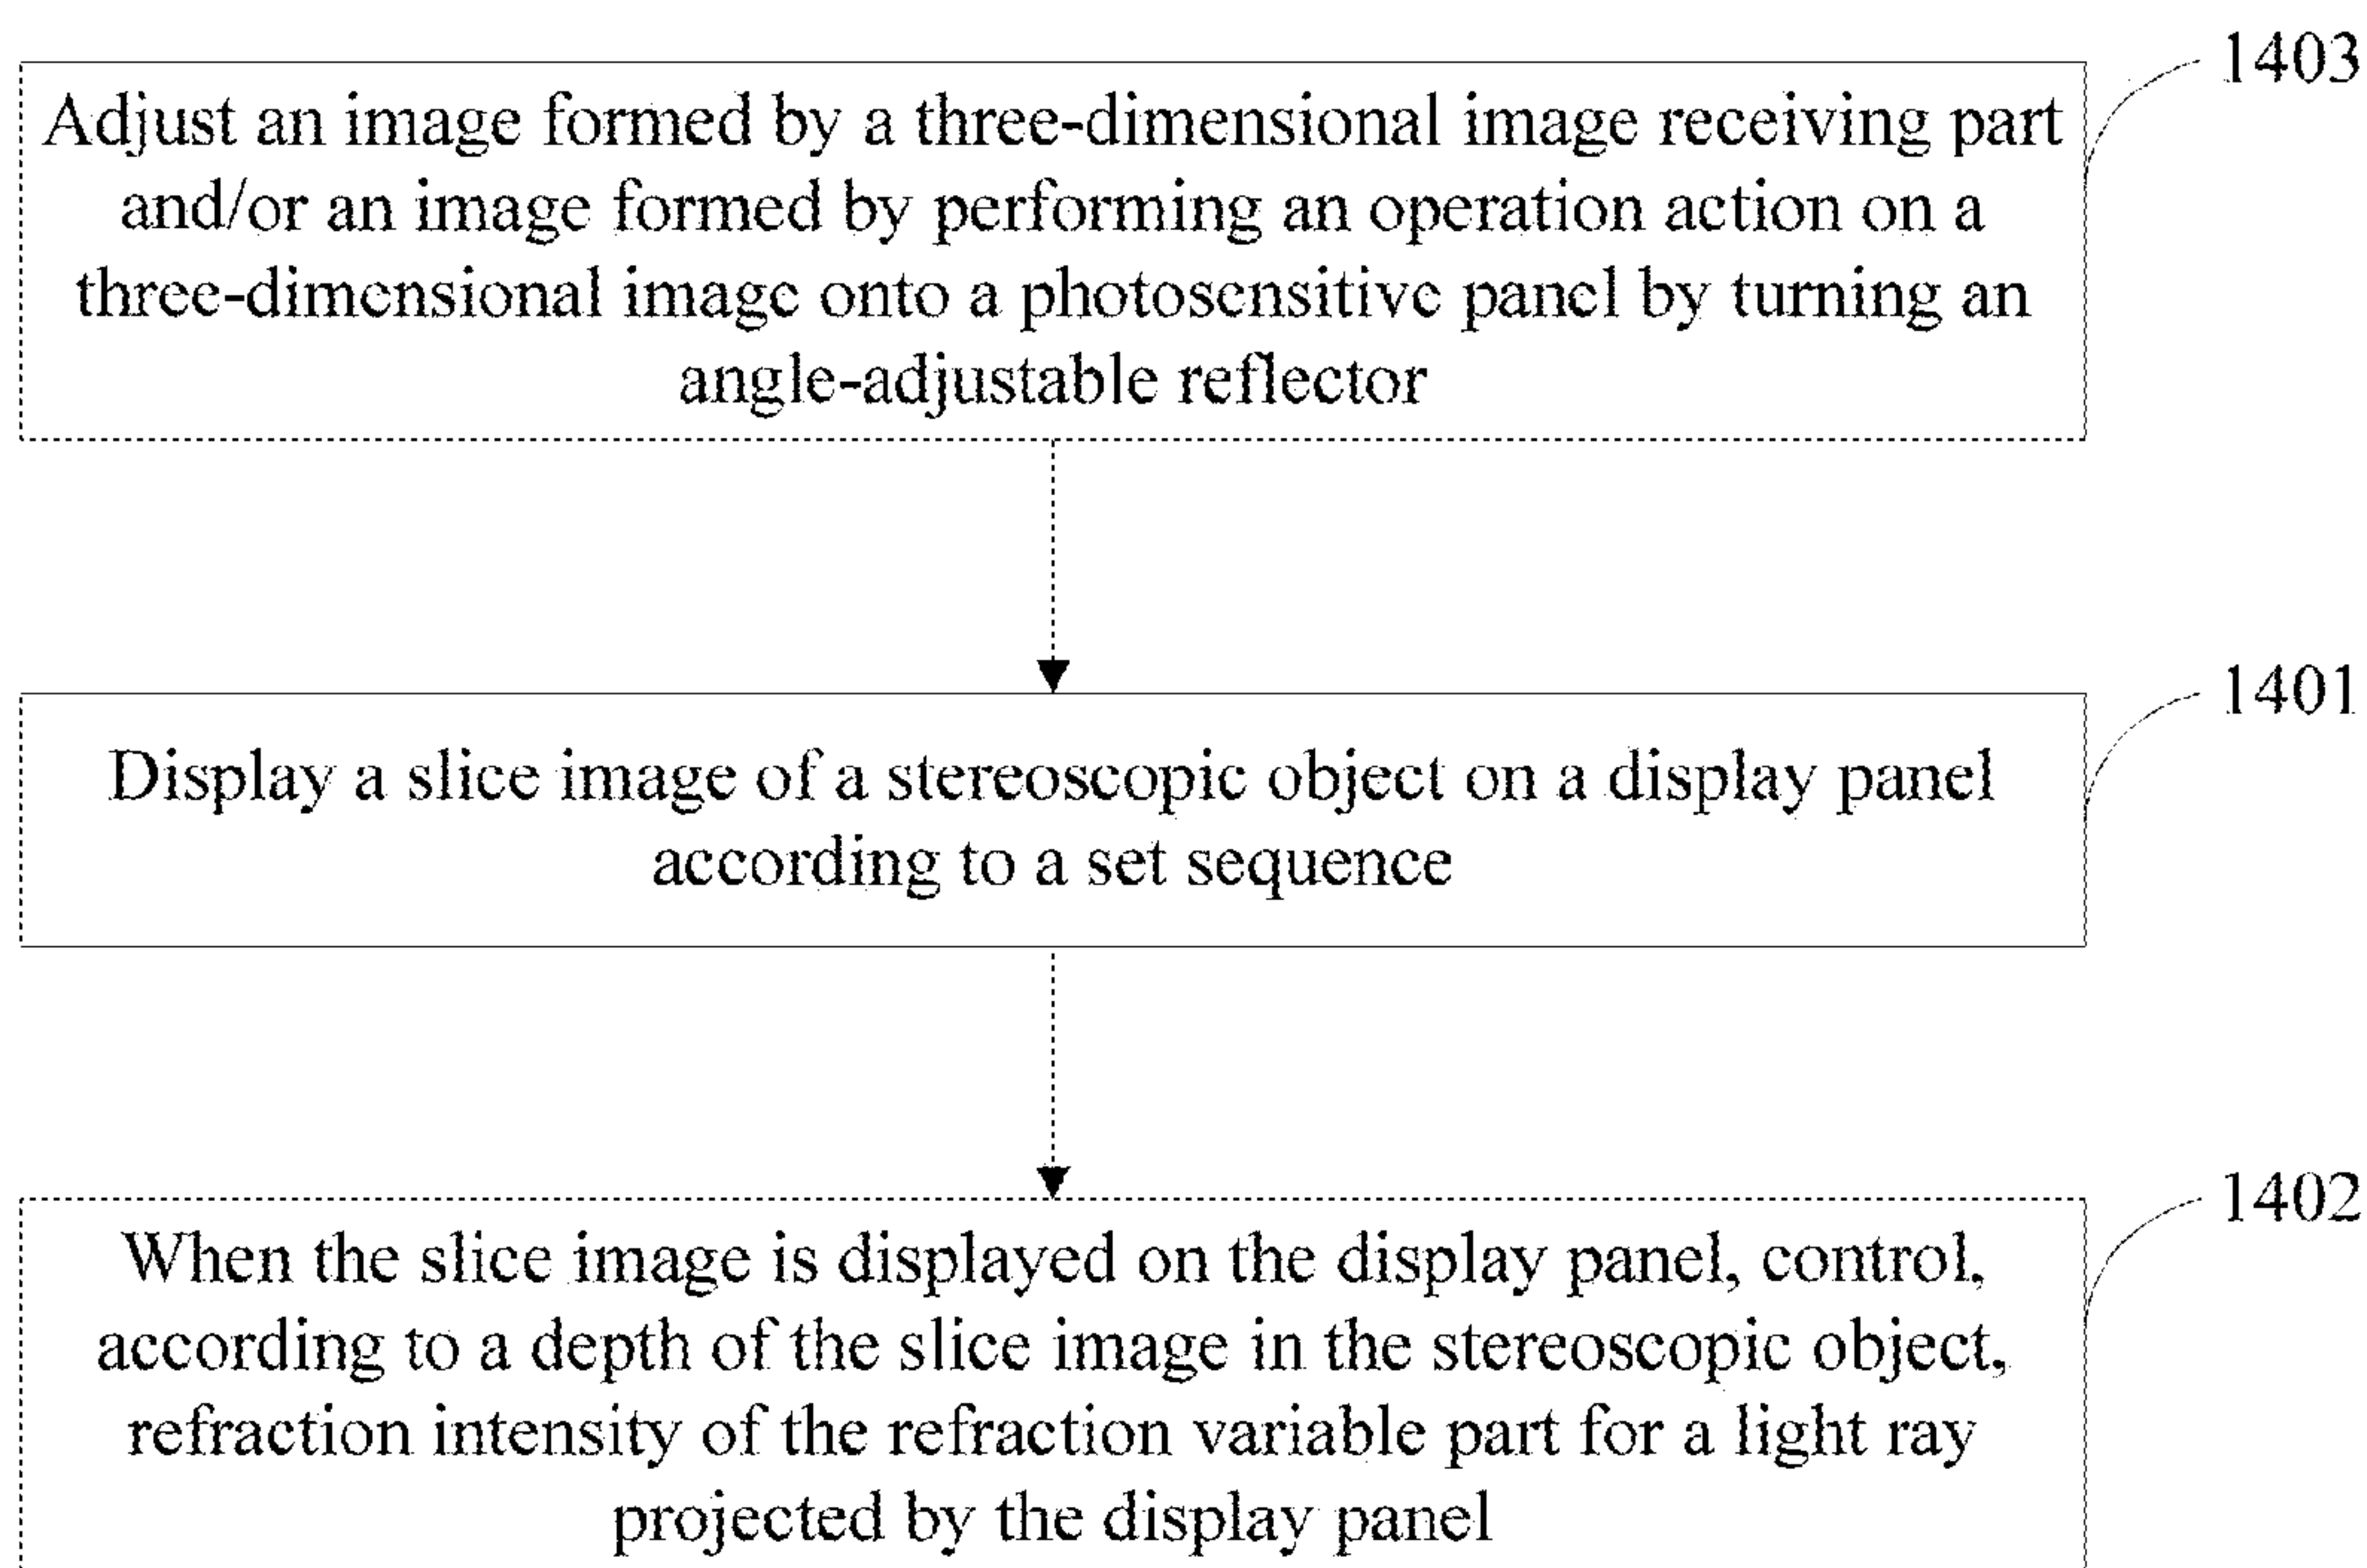 1403
Adjust an image formed by a three-dimensional image receiving part
and/or an image formed by performing an operation action on a
three-dimensional image onto a photosensitive panel by turning an
angle-adjustable reflector
1401
Display a slice image of a stereoscopic object on a display panel
according to a set sequence
1402
When the slice image is displayed on the display panel, control,
according to a depth of the slice image in the stereoscopic object,
refraction intensity of the refraction variable part for a light ray
projected by the display panel